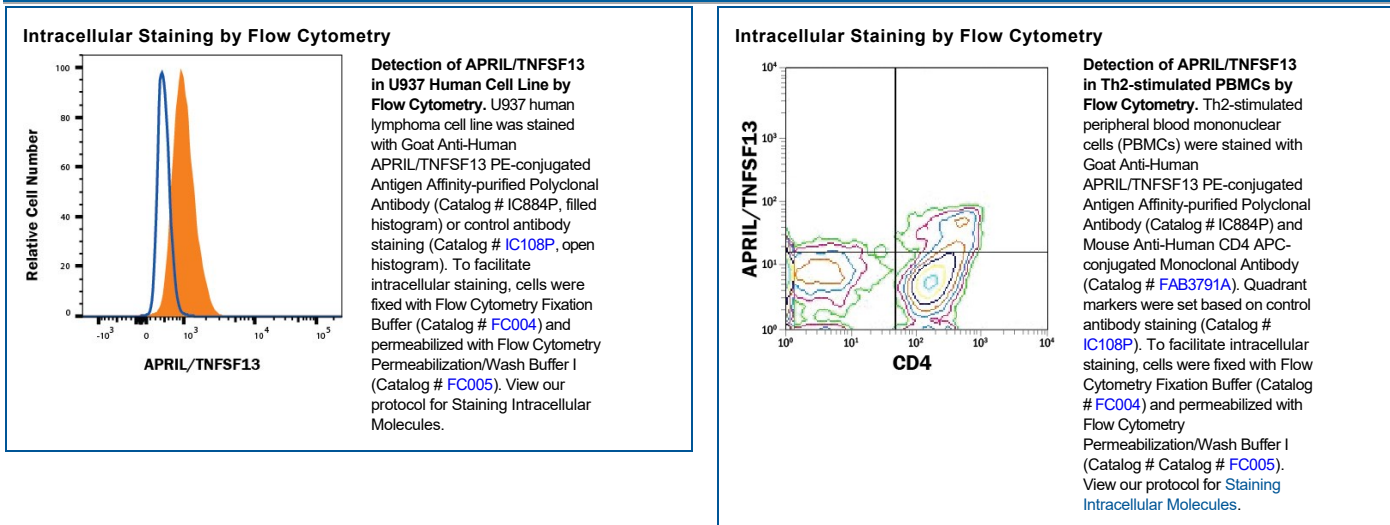 Intracellular Staining by Flow Cytometry
Relative Cell Number
100
80
60
40
20
0
-10³
0
10³
10⁴
10⁵
APRIL/TNFSF13
Detection of APRIL/TNFSF13
in U937 Human Cell Line by
Flow Cytometry. U937 human
lymphoma cell line was stained
with Goat Anti-Human
APRIL/TNFSF13 PE-conjugated
Antigen Affinity-purified Polyclonal
Antibody (Catalog # IC884P, filled
histogram) or control antibody
staining (Catalog # IC108P, open
histogram). To facilitate
intracellular staining, cells were
fixed with Flow Cytometry Fixation
Buffer (Catalog # FC004) and
permeabilized with Flow Cytometry
Permeabilization/Wash Buffer I
(Catalog # FC005). View our
protocol for Staining Intracellular
Molecules.
Intracellular Staining by Flow Cytometry
APRIL/TNFSF13
10⁴
10³
10²
10¹
10⁰
10⁰
10¹
10²
10³
10⁴
CD4
Detection of APRIL/TNFSF13
in Th2-stimulated PBMCs by
Flow Cytometry. Th2-stimulated
peripheral blood mononuclear
cells (PBMCs) were stained with
Goat Anti-Human
APRIL/TNFSF13 PE-conjugated
Antigen Affinity-purified Polyclonal
Antibody (Catalog # IC884P) and
Mouse Anti-Human CD4 APC-
conjugated Monoclonal Antibody
(Catalog # FAB3791A). Quadrant
markers were set based on control
antibody staining (Catalog #
IC108P). To facilitate intracellular
staining, cells were fixed with Flow
Cytometry Fixation Buffer (Catalog
# FC004) and permeabilized with
Flow Cytometry
Permeabilization/Wash Buffer I
(Catalog # Catalog # FC005).
View our protocol for Staining
Intracellular Molecules.